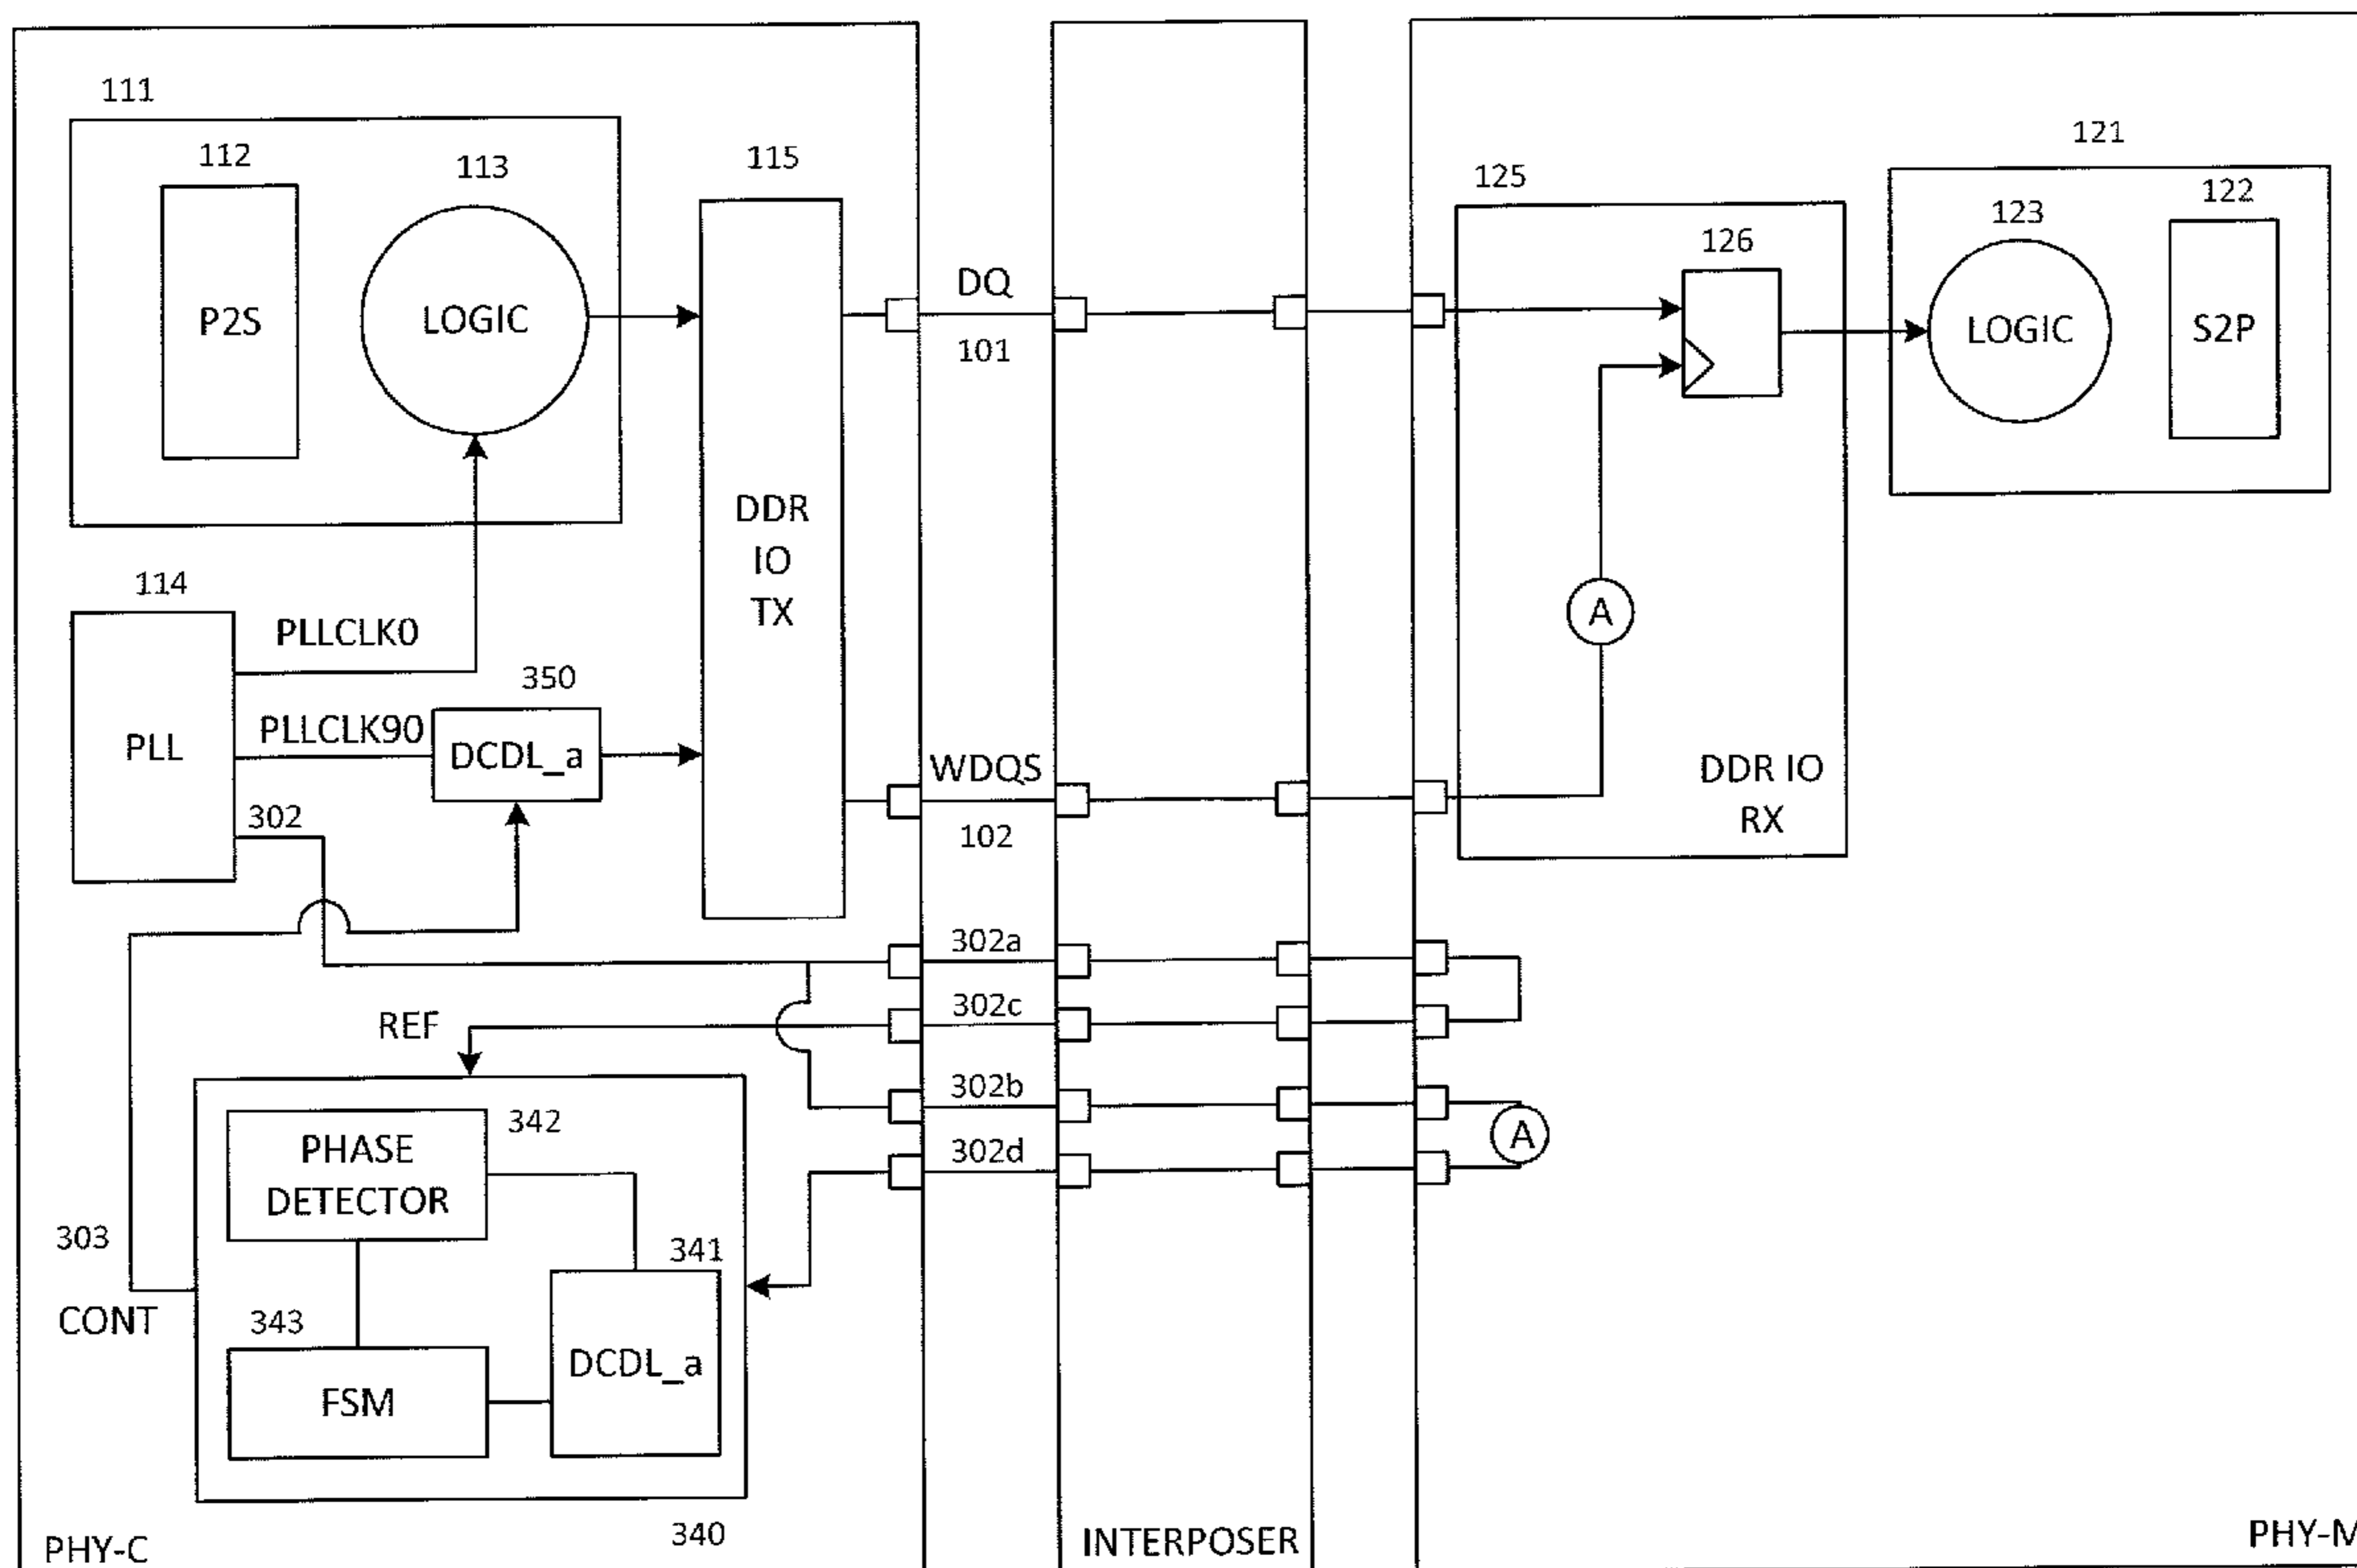 111
112
113
P2S
LOGIC
115
DDR
IO
TX
114
PLL
PLLCLK0
PLLCLK90
350
DCDL_a
302
DQ
101
WDQS
102
302a
302c
302b
302d
REF
PHASE
DETECTOR
342
341
DCDL_a
343
FSM
303
CONT
340
PHY-C
INTERPOSER
125
126
A
DDR IO
RX
121
122
123
LOGIC
S2P
A
PHY-M